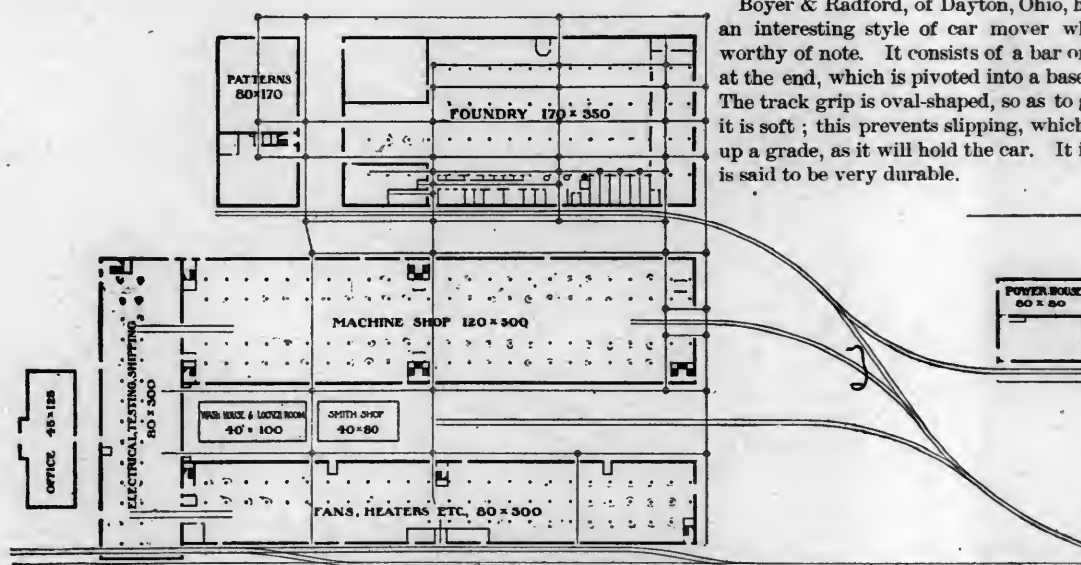 Boyer & Radford, of Dayton, Ohio,
an interesting style of car mover
worthy of note. It consists of a bar
at the end, which is pivoted into a base
The track grip is oval-shaped, so as to
it is soft ; this prevents slipping, which
up a grade, as it will hold the car. It
is said to be very durable.
PATTERNS
80×170
FOUNDRY 170 × 350
POWER HOUSE
80 × 80
MACHINE SHOP 120 × 500
ELECTRICAL, TESTING, SHIPPING
80 × 300
OFFICE 45×125
WASH HOUSE & LOCKER ROOM
40 × 100
SMITH SHOP
40×80
FANS, HEATERS ETC, 80×500